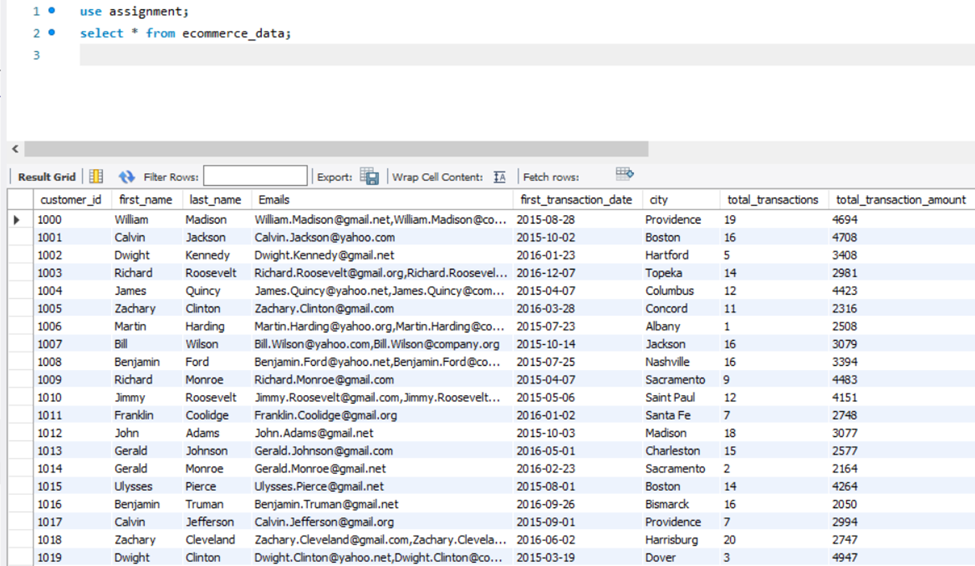 1 use assignment;
2 select * from ecommerce_data;
3
Result Grid Filter Rows: Export: Wrap Cell Content: Fetch rows:
customer_id first_name last_name Emails first_transaction_date city total_transactions total_transaction_amount
1000 William Madison William.Madison@gmail.net,William.Madison@co... 2015-08-28 Providence 19 4694
1001 Calvin Jackson Calvin.Jackson@yahoo.com 2015-10-02 Boston 16 4708
1002 Dwight Kennedy Dwight.Kennedy@gmail.net 2016-01-23 Hartford 5 3408
1003 Richard Roosevelt Richard.Roosevelt@gmail.org,Richard.Roosevel... 2016-12-07 Topeka 14 2981
1004 James Quincy James.Quincy@yahoo.net,James.Quincy@com... 2015-04-07 Columbus 12 4423
1005 Zachary Clinton Zachary.Clinton@gmail.com 2016-03-28 Concord 11 2316
1006 Martin Harding Martin.Harding@yahoo.org,Martin.Harding@co... 2015-07-23 Albany 1 2508
1007 Bill Wilson Bill.Wilson@yahoo.com,Bill.Wilson@company.org 2015-10-14 Jackson 16 3079
1008 Benjamin Ford Benjamin.Ford@yahoo.net,Benjamin.Ford@co... 2015-07-25 Nashville 16 3394
1009 Richard Monroe Richard.Monroe@gmail.com 2015-04-07 Sacramento 9 4483
1010 Jimmy Roosevelt Jimmy.Roosevelt@gmail.com,Jimmy.Roosevelt... 2015-05-06 Saint Paul 12 4151
1011 Franklin Coolidge Franklin.Coolidge@gmail.org 2016-01-02 Santa Fe 7 2748
1012 John Adams John.Adams@gmail.net 2015-10-03 Madison 18 3077
1013 Gerald Johnson Gerald.Johnson@gmail.com 2016-05-01 Charleston 15 2577
1014 Gerald Monroe Gerald.Monroe@gmail.net 2016-02-23 Sacramento 2 2164
1015 Ulysses Pierce Ulysses.Pierce@gmail.net 2015-08-01 Boston 14 4264
1016 Benjamin Truman Benjamin.Truman@gmail.net 2016-09-26 Bismarck 16 2050
1017 Calvin Jefferson Calvin.Jefferson@gmail.org 2015-09-01 Providence 7 2994
1018 Zachary Cleveland Zachary.Cleveland@gmail.com,Zachary.Clevela... 2016-06-02 Harrisburg 20 2747
1019 Dwight Clinton Dwight.Clinton@yahoo.net,Dwight.Clinton@co... 2015-03-19 Dover 3 4947